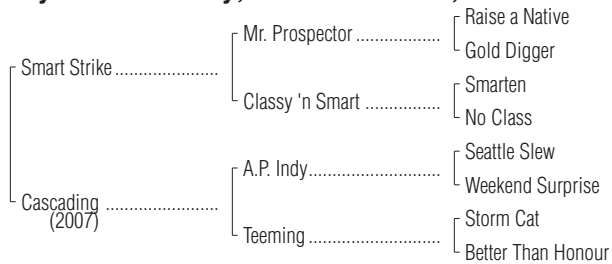 Raise a Native
Mr. Prospector ..................
Gold Digger
Smart Strike ......................
Smarten
Classy 'n Smart ................
No Class
Seattle Slew
A.P. Indy............................
Weekend Surprise
Cascading ........................
(2007)
Storm Cat
Teeming ............................
Better Than Honour